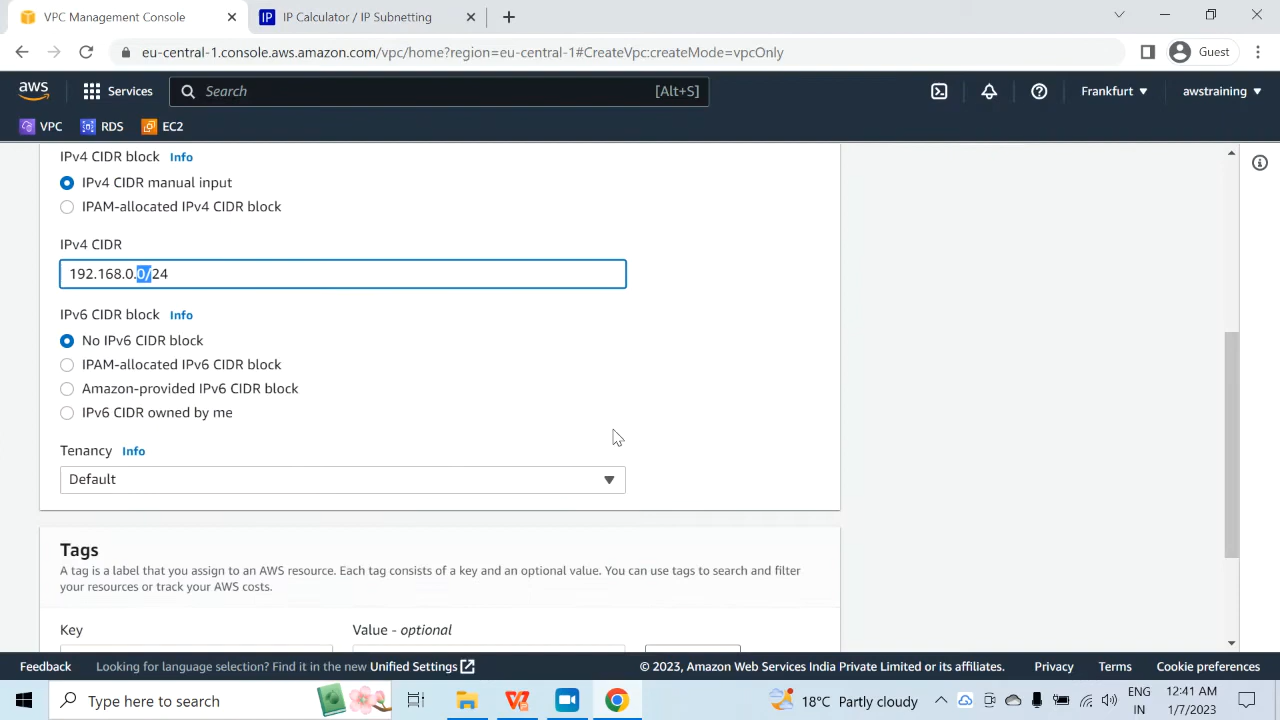 VPC Management Console
IP IP Calculator / IP Subnetting
eu-central-1.console.aws.amazon.com/vpc/home?region=eu-central-1#CreateVpc:createMode=vpcOnly
Guest
aws
Services
Search
[Alt+S]
Frankfurt
awstraining
VPC
RDS
EC2
IPv4 CIDR block Info
IPv4 CIDR manual input
IPAM-allocated IPv4 CIDR block
IPv4 CIDR
192.168.0.0/24
IPv6 CIDR block Info
No IPv6 CIDR block
IPAM-allocated IPv6 CIDR block
Amazon-provided IPv6 CIDR block
IPv6 CIDR owned by me
Tenancy Info
Default
Tags
A tag is a label that you assign to an AWS resource. Each tag consists of a key and an optional value. You can use tags to search and filter
your resources or track your AWS costs.
Key
Value - optional
Feedback
Looking for language selection? Find it in the new Unified Settings
© 2023, Amazon Web Services India Private Limited or its affiliates.
Privacy
Terms
Cookie preferences
Type here to search
18°C Partly cloudy
ENG
IN
12:41 AM
1/7/2023